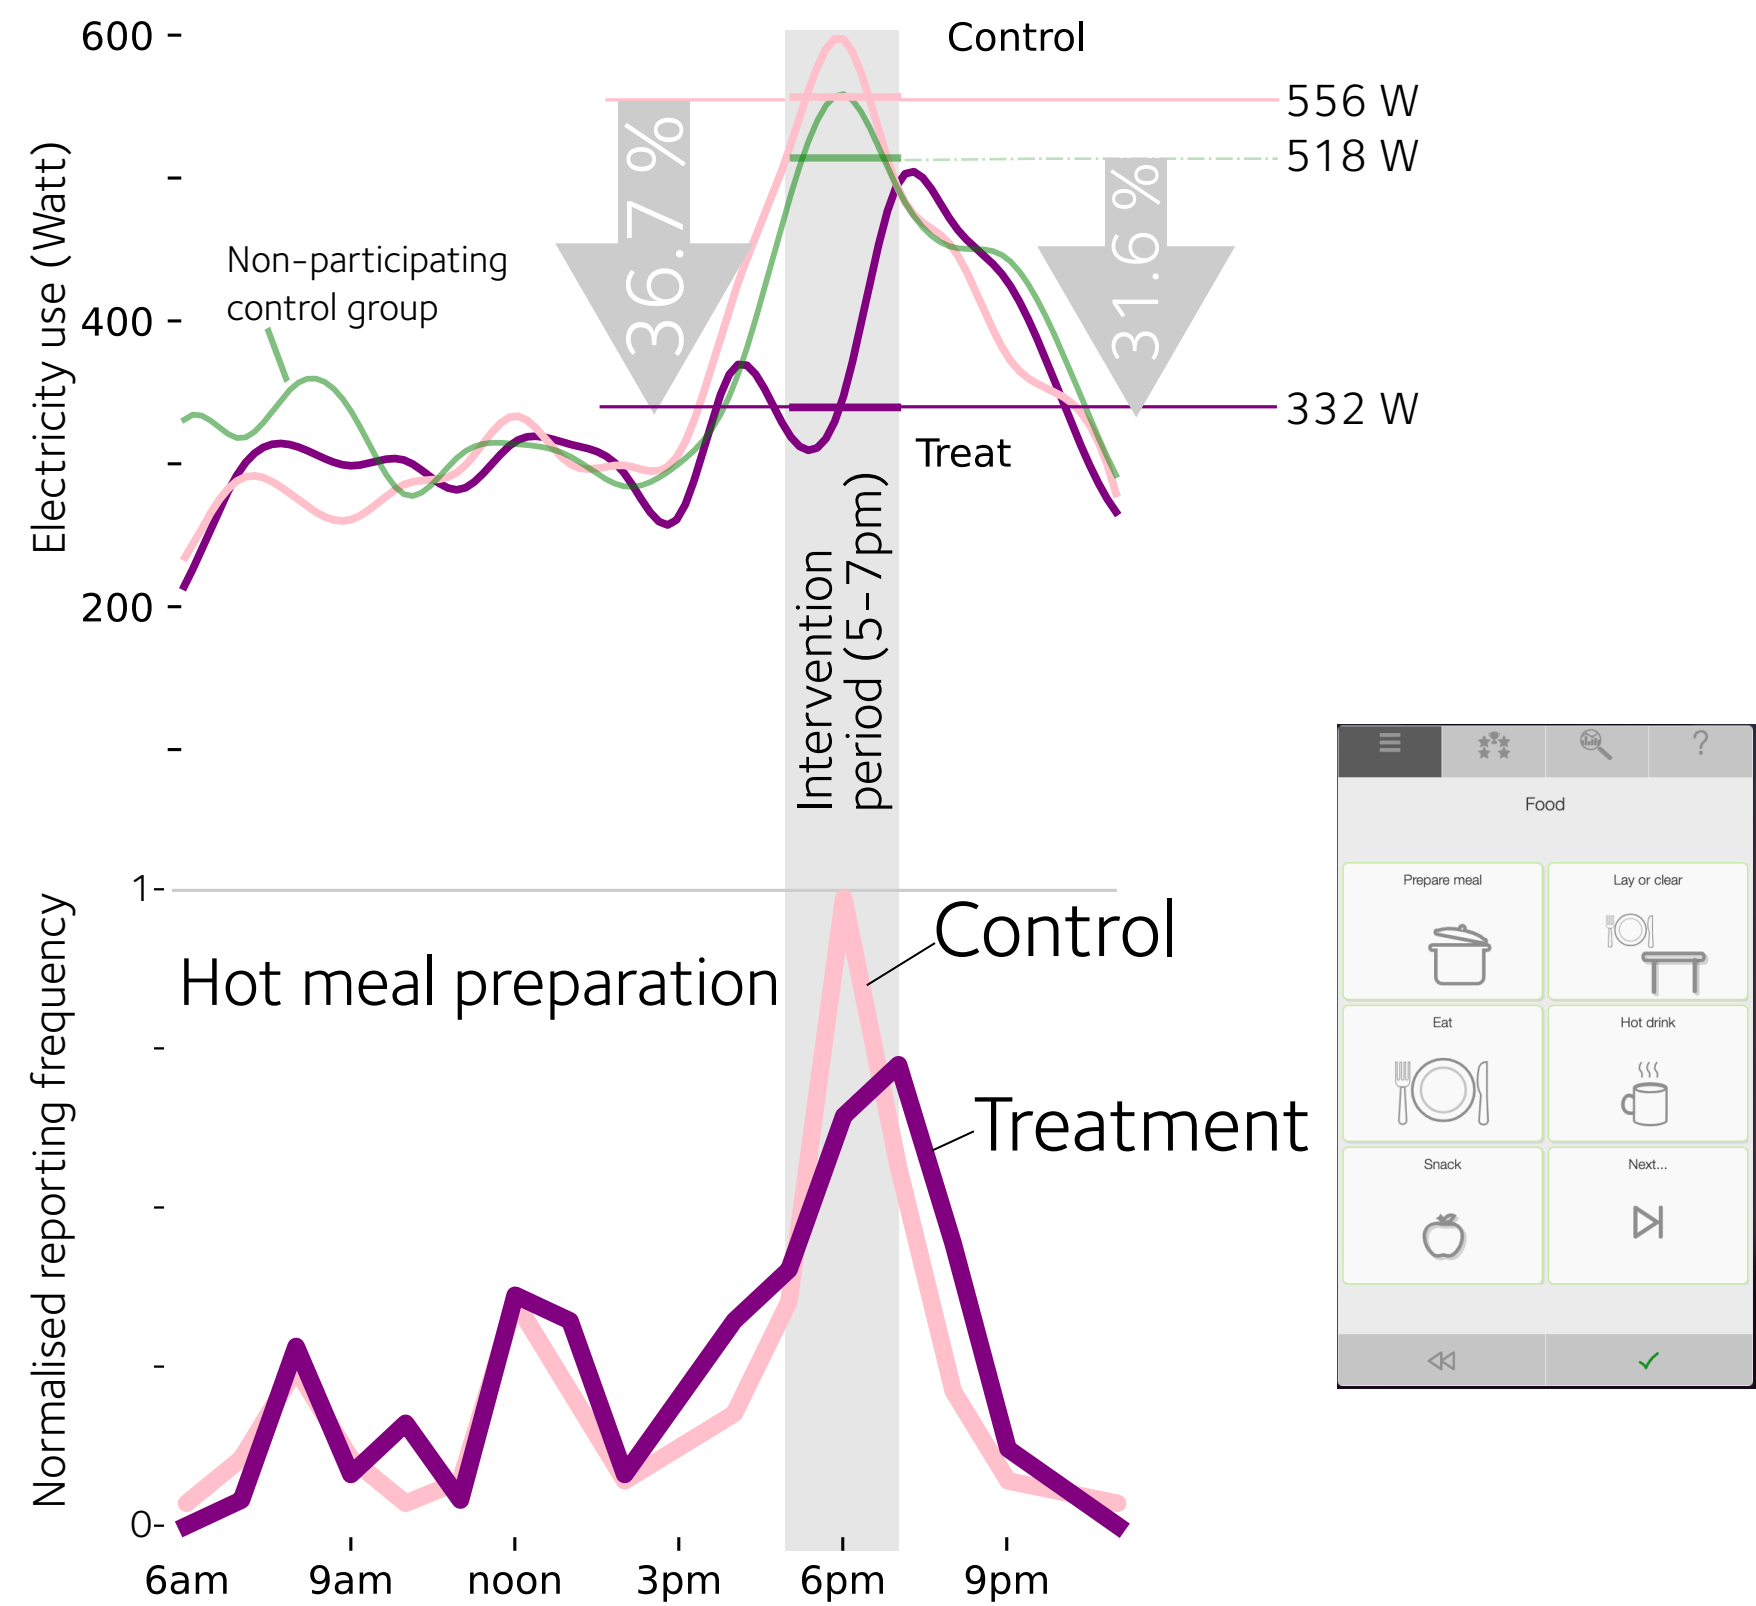 600
Control
556 W
518 W
Electricity use (Watt)
36.7 %
31.6 %
Non-participating
control group
400
332 W
Treat
Intervention
period (5-7pm)
200
Food
Prepare meal
Lay or clear
Eat
Hot drink
Snack
Next...
?
1
Normalised reporting frequency
Hot meal preparation
Control
Treatment
0
6am 9am noon 3pm 6pm 9pm